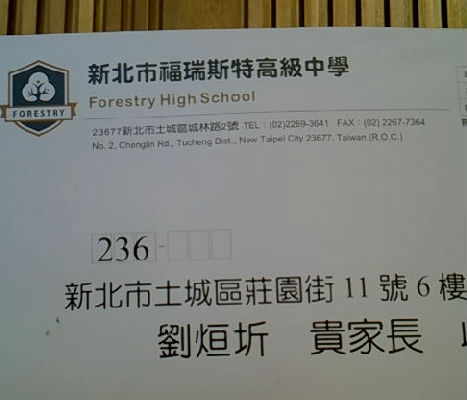 新北市福瑞斯特高級中學
Forestry High School
FORESTRY
23677新北市土城區城林路2號 TEL：(02)2269-3641 FAX：(02) 2267-7364
No. 2, Chenglin Rd., Tucheng Dist., New Taipei City 23677, Taiwan (R.O.C.)
236-
新北市土城區莊園街 11 號 6 樓
劉烜圻 貴家長